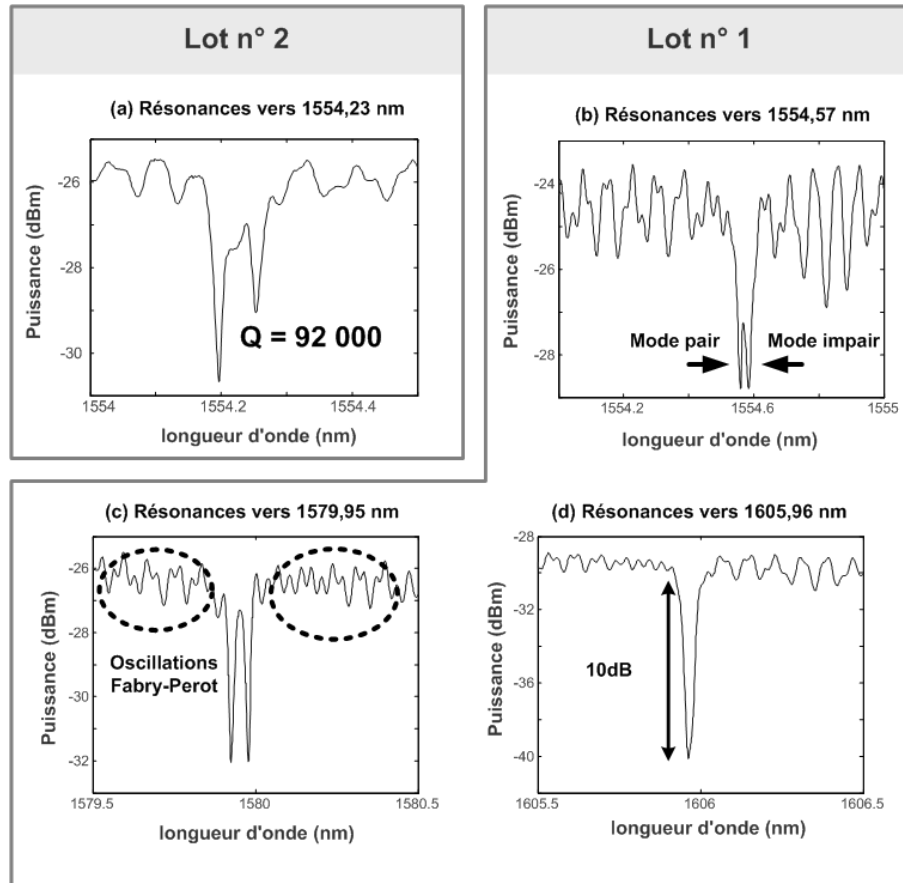 Lot n° 2
Lot n° 1
(a) Résonances vers 1554,23 nm
Puissance (dBm)
-26
-28
-30
Q = 92 000
1554
1554.2
1554.4
longueur d'onde (nm)
(b) Résonances vers 1554,57 nm
Puissance (dBm)
-24
-26
-28
Mode pair
Mode impair
1554.2
1554.6
1555
longueur d'onde (nm)
(c) Résonances vers 1579,95 nm
Puissance (dBm)
-26
-28
-30
-32
Oscillations
Fabry-Perot
1579.5
1580
1580.5
longueur d'onde (nm)
(d) Résonances vers 1605,96 nm
Puissance (dBm)
-28
-32
-36
-40
10dB
1605.5
1606
1606.5
longueur d'onde (nm)